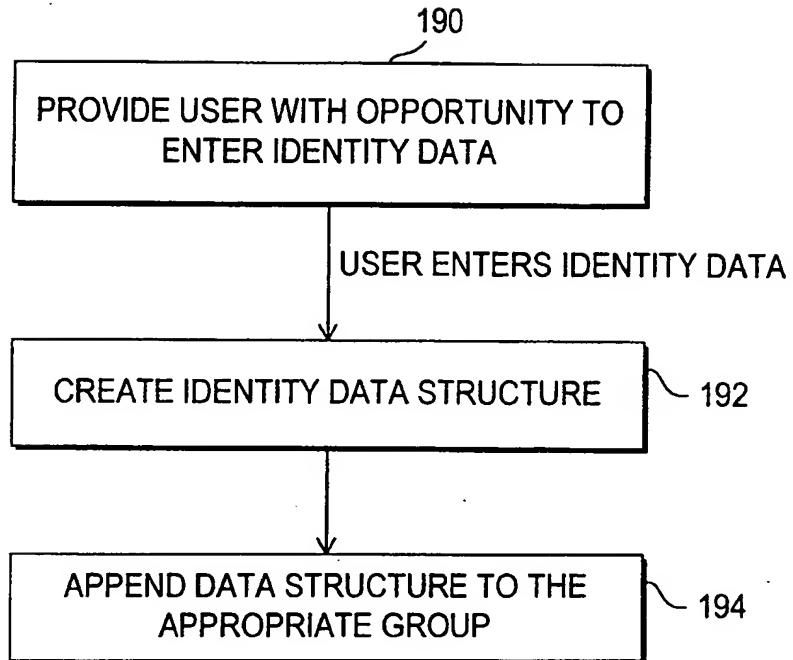 190
PROVIDE USER WITH OPPORTUNITY TO
ENTER IDENTITY DATA
USER ENTERS IDENTITY DATA
CREATE IDENTITY DATA STRUCTURE
192
APPEND DATA STRUCTURE TO THE
APPROPRIATE GROUP
194